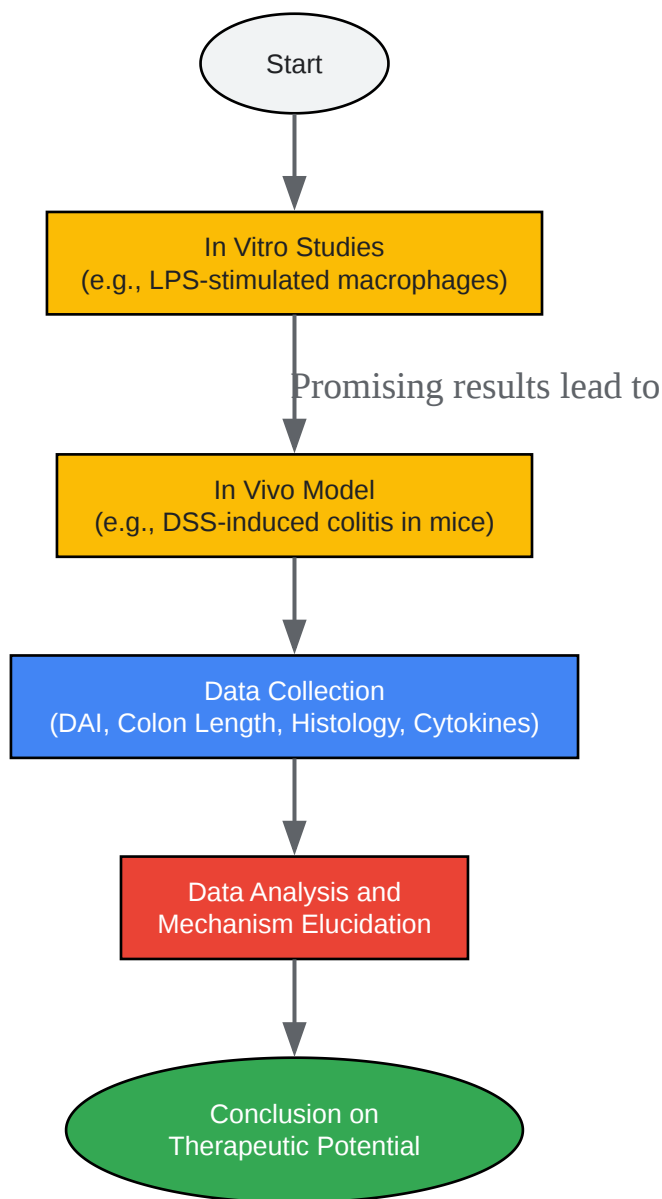 Start
In Vitro Studies
(e.g., LPS-stimulated macrophages)
Promising results lead to
In Vivo Model
(e.g., DSS-induced colitis in mice)
Data Collection
(DAI, Colon Length, Histology, Cytokines)
Data Analysis and
Mechanism Elucidation
Conclusion on
Therapeutic Potential